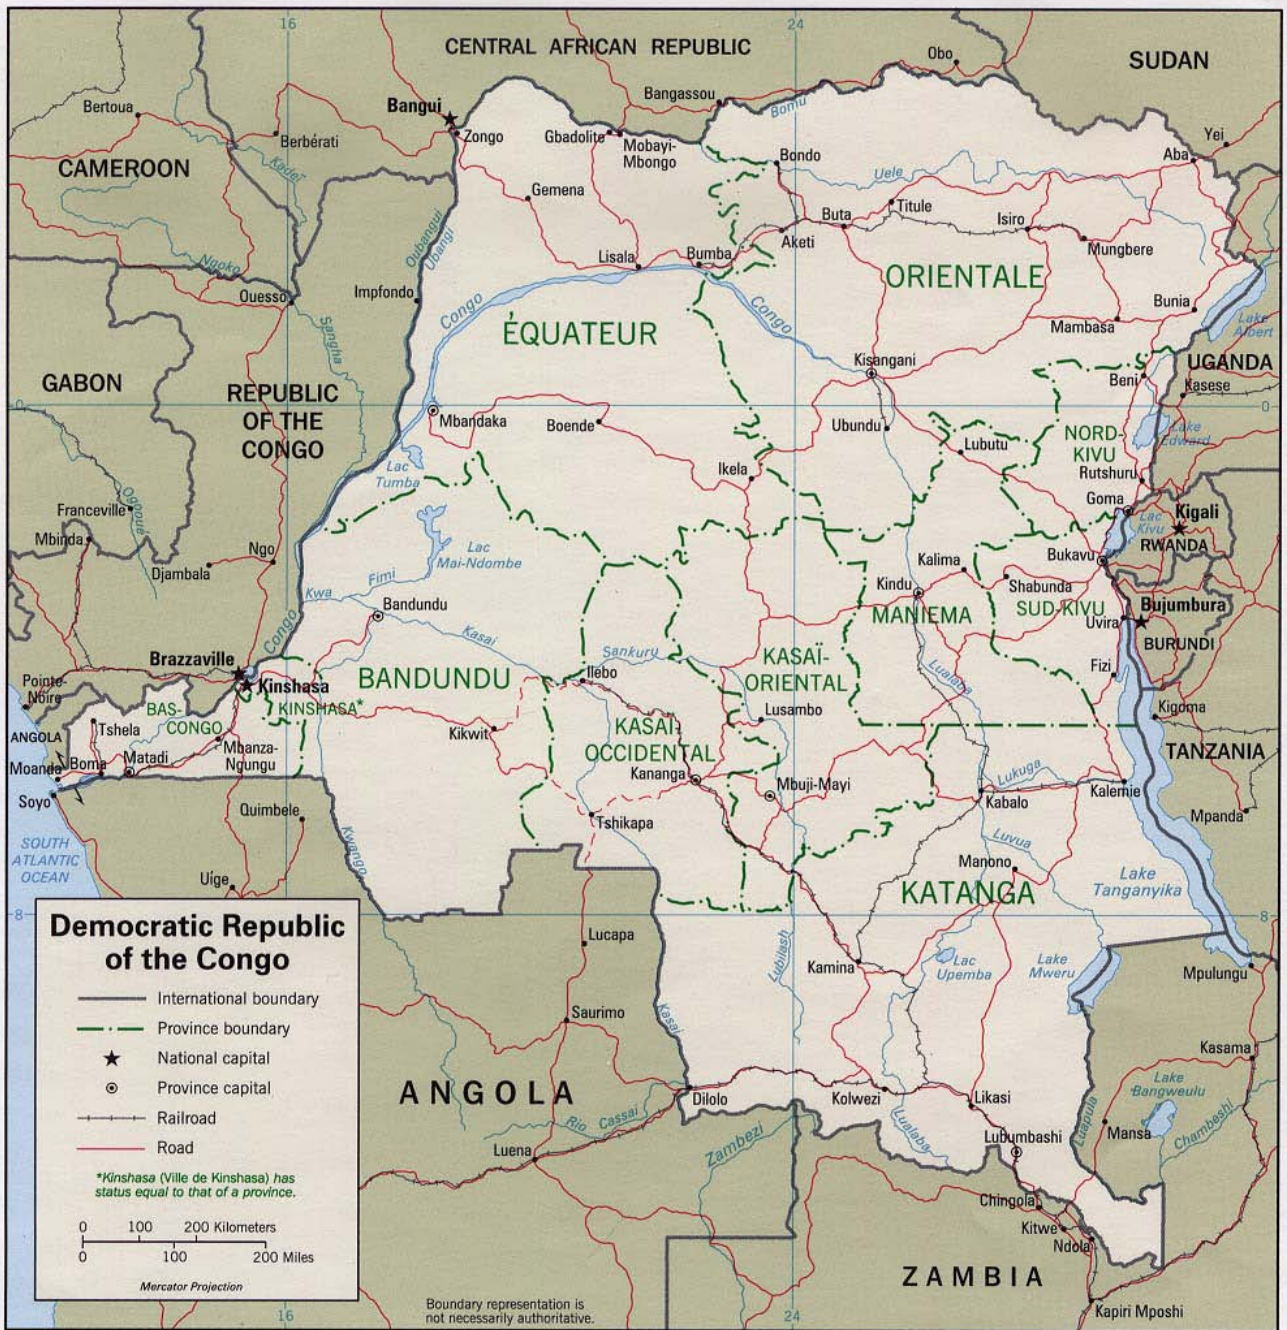 16
24
CENTRAL AFRICAN REPUBLIC
SUDAN
Obo
Bangassou
Bomu
Bertoua
Bangui
Zongo
Gbadolite
Mobayi-
Mbongo
Yei
Berbérati
CAMEROON
Kadeï
Bondo
Uele
Aba
Gemena
Oubangui
Ubangi
Titule
Buta
Aketi
Isiro
Mungbere
Ngoko
Lisala
Bumba
ORIENTALE
Ouesso
Impfondo
Congo
Congo
Bunia
Sangha
ÉQUATEUR
Mambasa
Lake
Albert
Kisangani
UGANDA
GABON
REPUBLIC
OF THE
CONGO
Beni
Kasese
0
0
Mbandaka
Boende
Ubundu
Lubutu
NORD-
KIVU
Lake
Edward
Lac
Tumba
Ikela
Rutshuru
Ogooué
Franceville
Goma
Lac
Kivu
Kigali
Mbinda
Ngo
Lac
Mai-Ndombe
RWANDA
Djambala
Fimi
Kwa
Kalima
Bukavu
Shabunda
Kindu
Bandundu
MANIEMA
SUD-KIVU
Bujumbura
Uvira
BURUNDI
Congo
Kasai
Sankuru
KASAÏ-
ORIENTAL
Lualaba
Fizi
Brazzaville
Kinshasa
Pointe-
Noire
BANDUNDU
Ilebo
BAS-
CONGO
KINSHASA*
Lusambo
Kigoma
ANGOLA
Tshela
Kikwit
KASAÏ
OCCIDENTAL
TANZANIA
Mbanza-
Ngungu
Moanda
Boma
Matadi
Kananga
Mbuji-Mayi
Lukuga
Kabalo
Kalemie
Soyo
Quimbele
Tshikapa
Mpanda
SOUTH
ATLANTIC
OCEAN
Kwango
Luvua
Manono
Lake
Tanganyika
Uíge
KATANGA
8
8
Democratic Republic
of the Congo
Lucapa
Lubilash
Kamina
Lac
Upemba
Lake
Mweru
Mpulungu
International boundary
Province boundary
National capital
Province capital
Railroad
Road
*Kinshasa (Ville de Kinshasa) has
status equal to that of a province.
0 100 200 Kilometers
0 100 200 Miles
Mercator Projection
Saurimo
Kasai
Kasama
ANGOLA
Dilolo
Kolwezi
Likasi
Lake
Bangweulu
Rio Cassai
Lualaba
Luapula
Mansa
Chambeshi
Luena
Zambezi
Lubumbashi
Chingola
Kitwe
Ndola
ZAMBIA
Boundary representation is
not necessarily authoritative.
Kapiri Mposhi
16
24